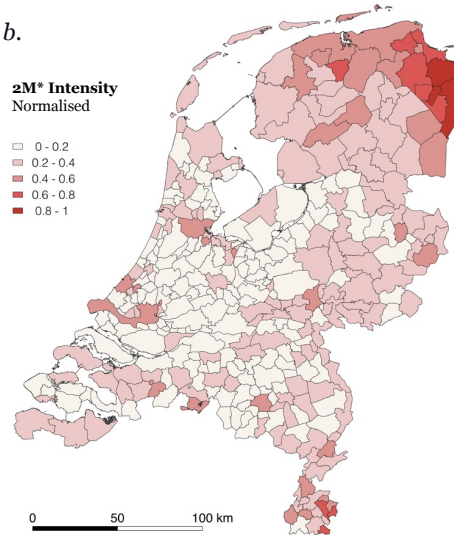 b.
2M* Intensity
Normalised
0 - 0.2
0.2 - 0.4
0.4 - 0.6
0.6 - 0.8
0.8 - 1
0 50 100 km